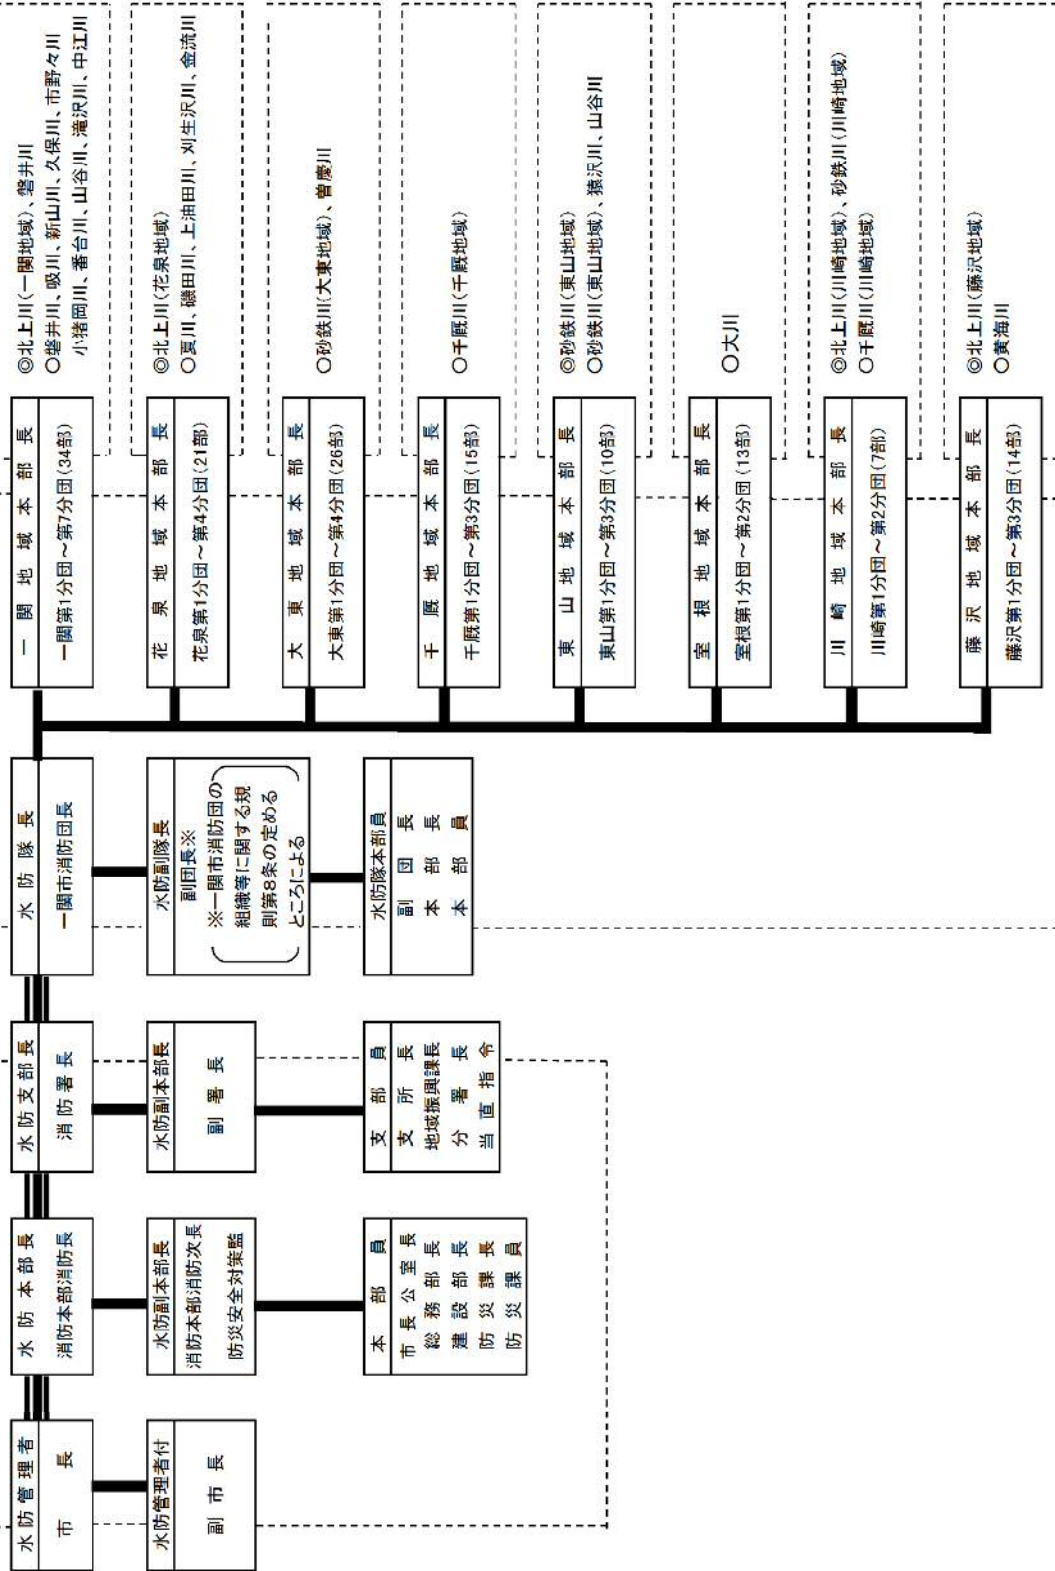 水防管理者
市長
水防管理者付
副市長
水防本部長
消防本部消防長
水防副本部長
消防本部消防次長
防災安全対策監
本部員
市長公室長
総務部長
建設部長
防災課長
防災課員
水防支部長
消防署長
水防副本部長
副署長
支部員
支所長
地域振興課長
分署長
当直指令
水防隊長
一関市消防団長
水防副隊長
副団長※
※一関市消防団の
組織等に関する規
則第8条の定める
ところによる
水防隊本部員
副団長
本部長
本部員
一関地域本部長
一関第1分団～第7分団(34部)
◎北上川(一関地域)、磐井川
○磐井川、吸川、新山川、久保川、市野々川
小猪岡川、番台川、山谷川、滝沢川、中江川
花泉地域本部長
花泉第1分団～第4分団(21部)
◎北上川(花泉地域)
○夏川、磯田川、上油田川、刈生沢川、金流川
大東地域本部長
大東第1分団～第4分団(26部)
○砂鉄川(大東地域)、曽慶川
千厩地域本部長
千厩第1分団～第3分団(15部)
○千厩川(千厩地域)
東山地域本部長
東山第1分団～第3分団(10部)
◎砂鉄川(東山地域)
○砂鉄川(東山地域)、猿沢川、山谷川
室根地域本部長
室根第1分団～第2分団(13部)
○大川
川崎地域本部長
川崎第1分団～第2分団(7部)
◎北上川(川崎地域)、砂鉄川(川崎地域)
○千厩川(川崎地域)
藤沢地域本部長
藤沢第1分団～第3分団(14部)
◎北上川(藤沢地域)
○黄海川